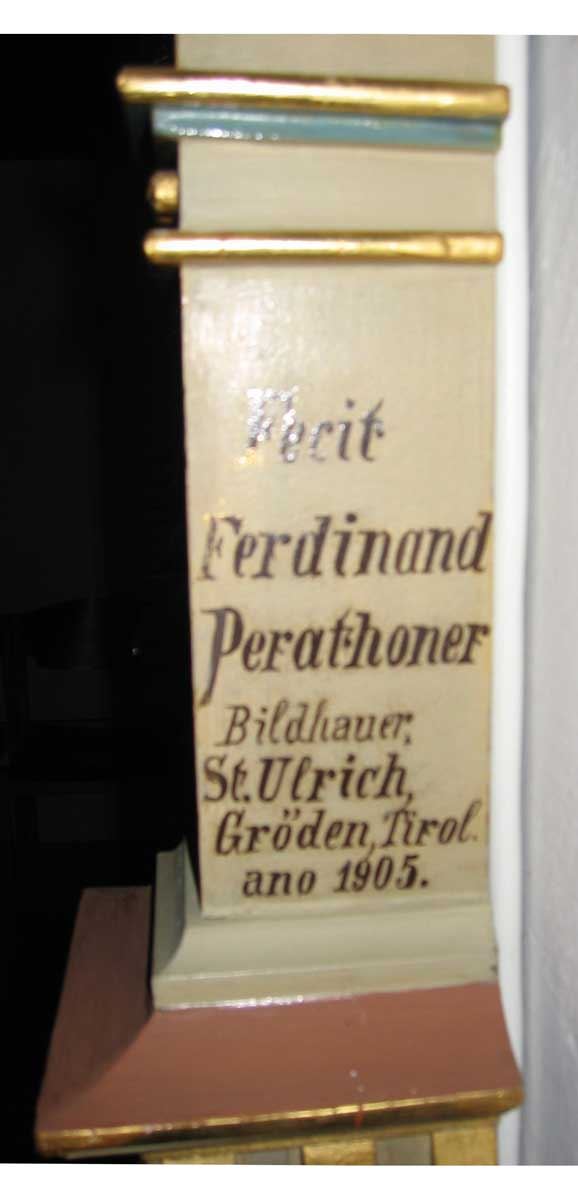 Fecit
Ferdinand
Perathoner
Bildhauer,
St. Ulrich,
Gröden, Tirol.
ano 1905.